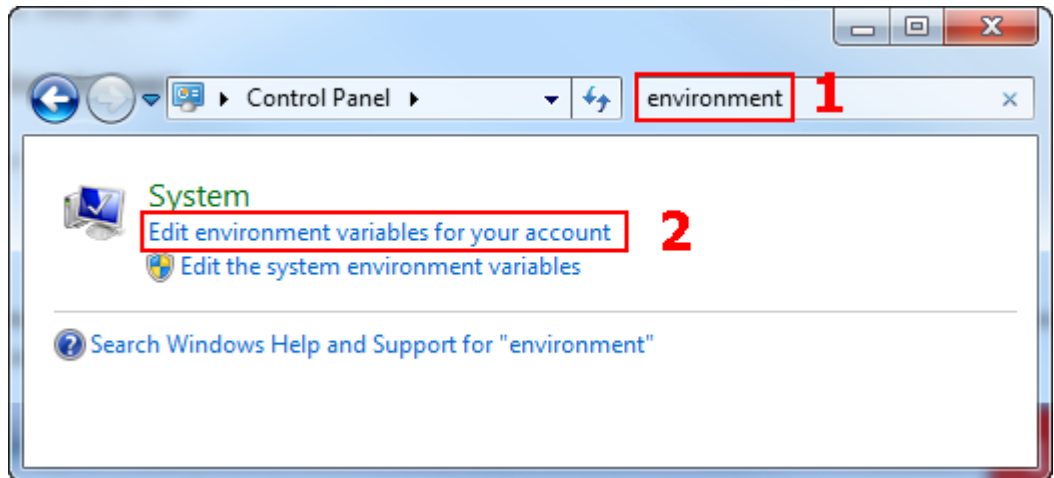 Control Panel
environment
1
System
Edit environment variables for your account
2
Edit the system environment variables
Search Windows Help and Support for "environment"